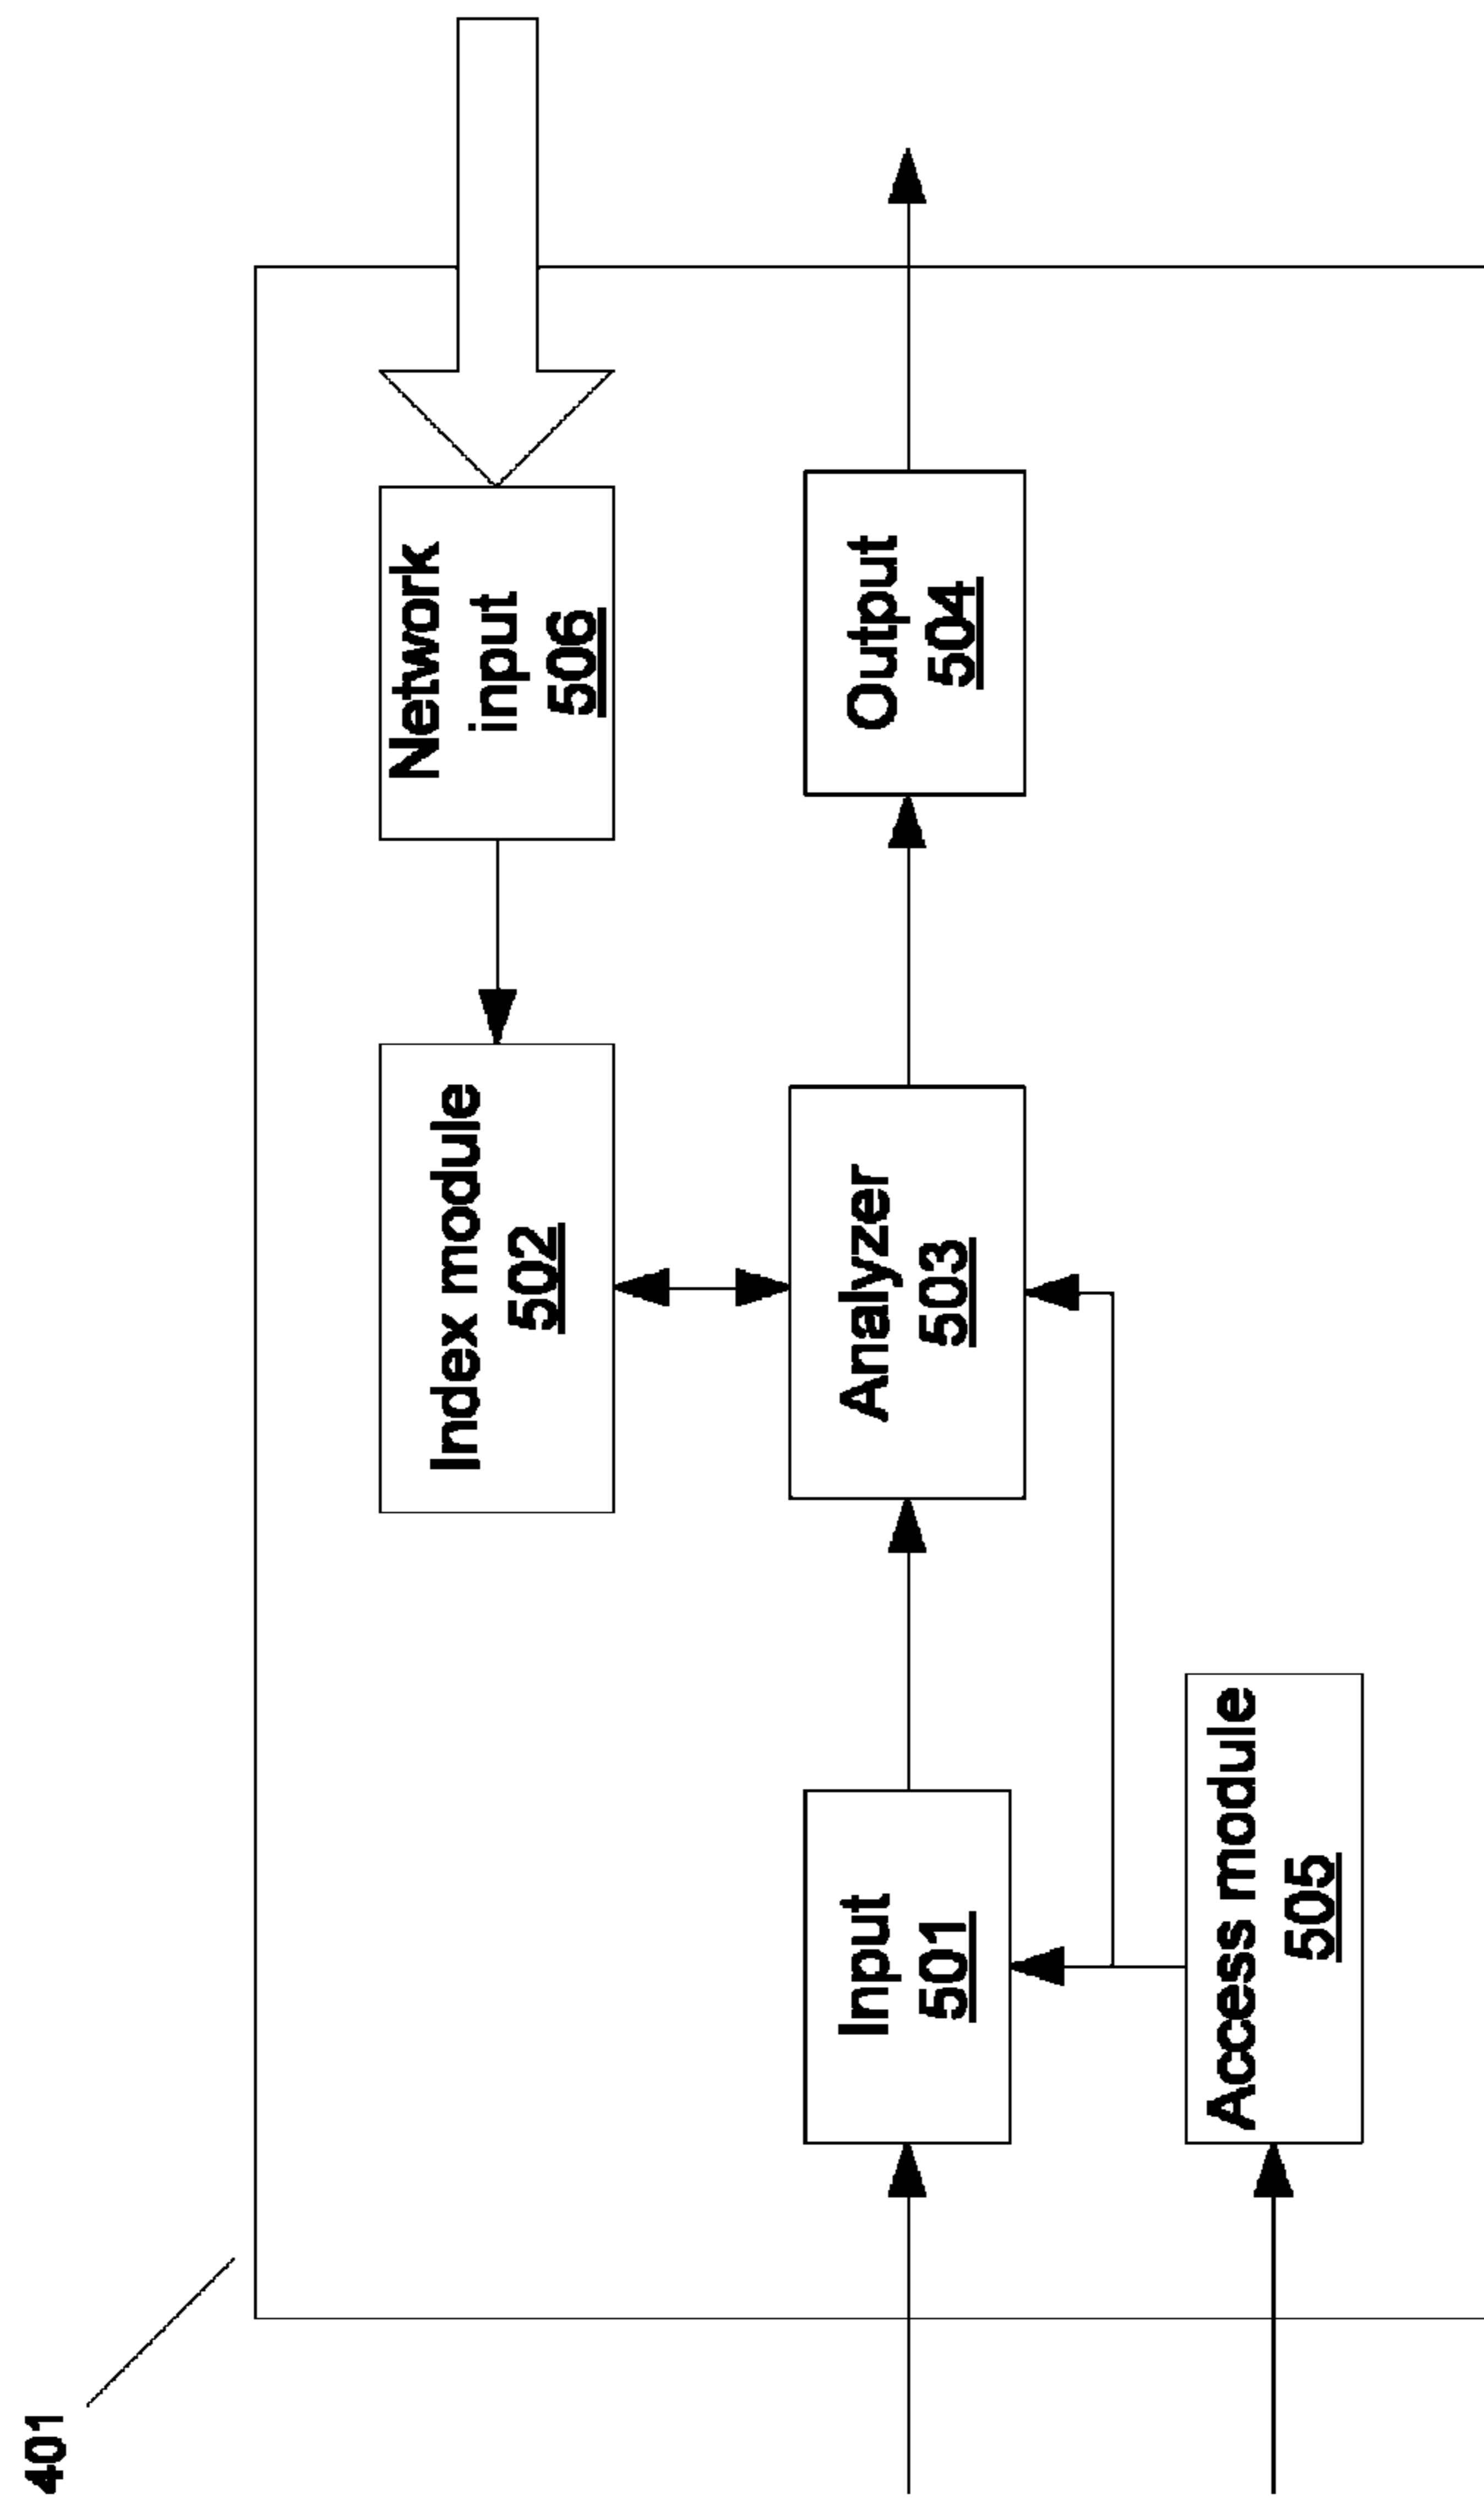 401
Network
input
506
Index module
502
Output
504
Analyzer
503
Input
501
Access module
505